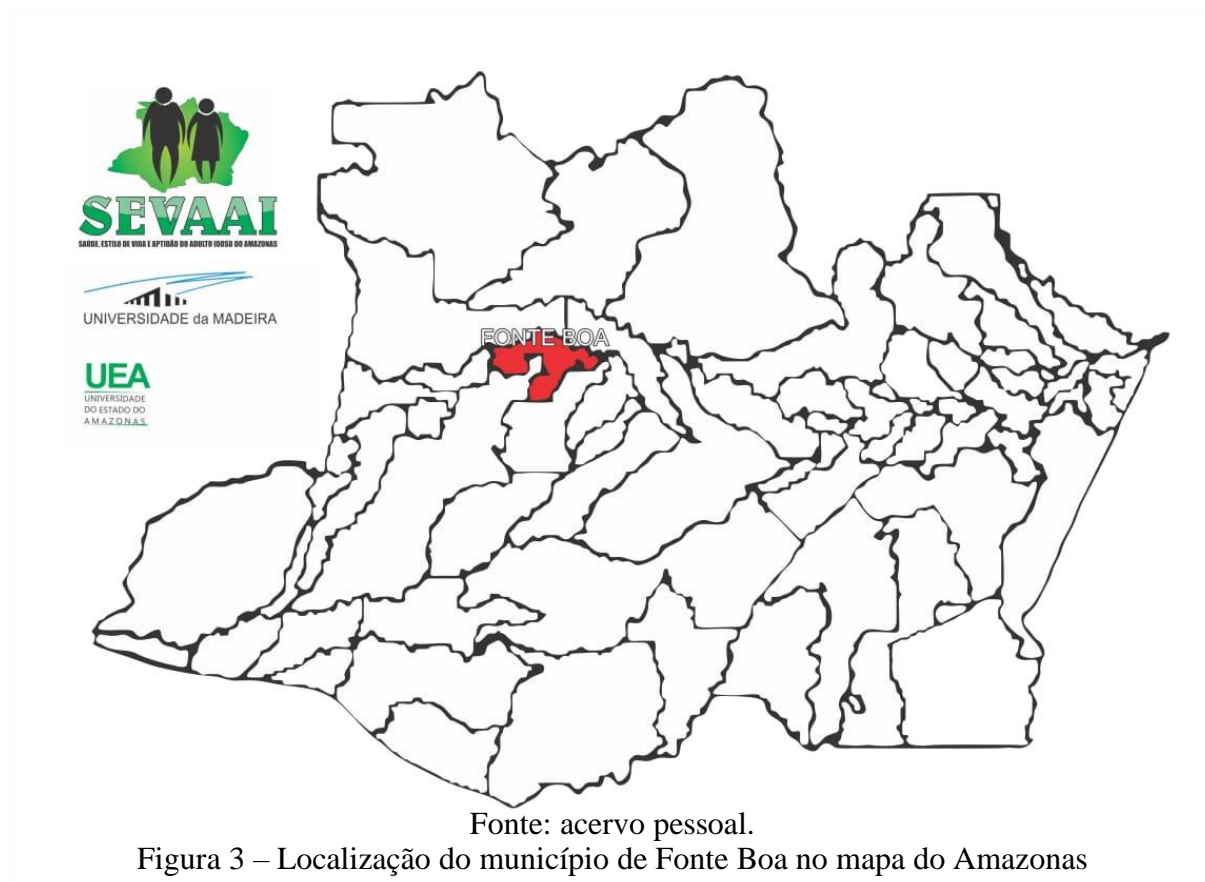 SEVAAI
SAÚDE, ESTILO DE VIDA E APTIDÃO DO ADULTO IDOSO DO AMAZONAS
UNIVERSIDADE da MADEIRA
UEA
UNIVERSIDADE
DO ESTADO DO
AMAZONAS
FONTE BOA
Fonte: acervo pessoal.
Figura 3 – Localização do município de Fonte Boa no mapa do Amazonas